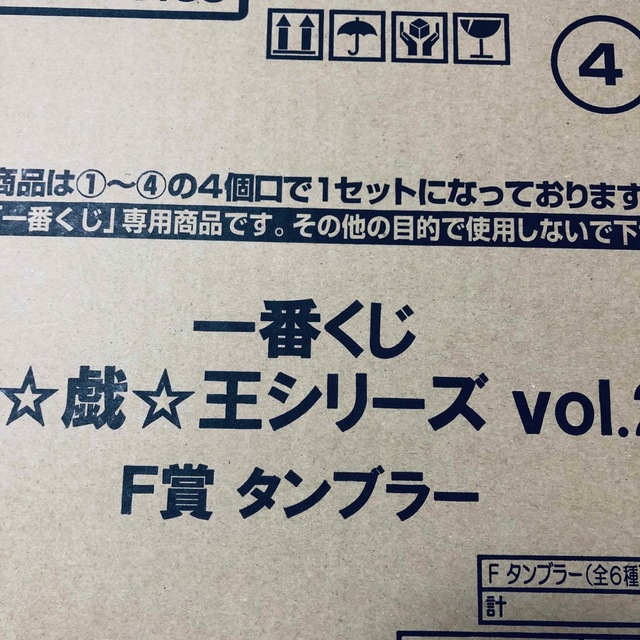 ④
商品は①～④の4個口で1セットになっております
「一番くじ」専用商品です。その他の目的で使用しないで下
一番くじ
☆戯☆王シリーズ vol.2
F賞 タンブラー
F タンブラー(全6種
計